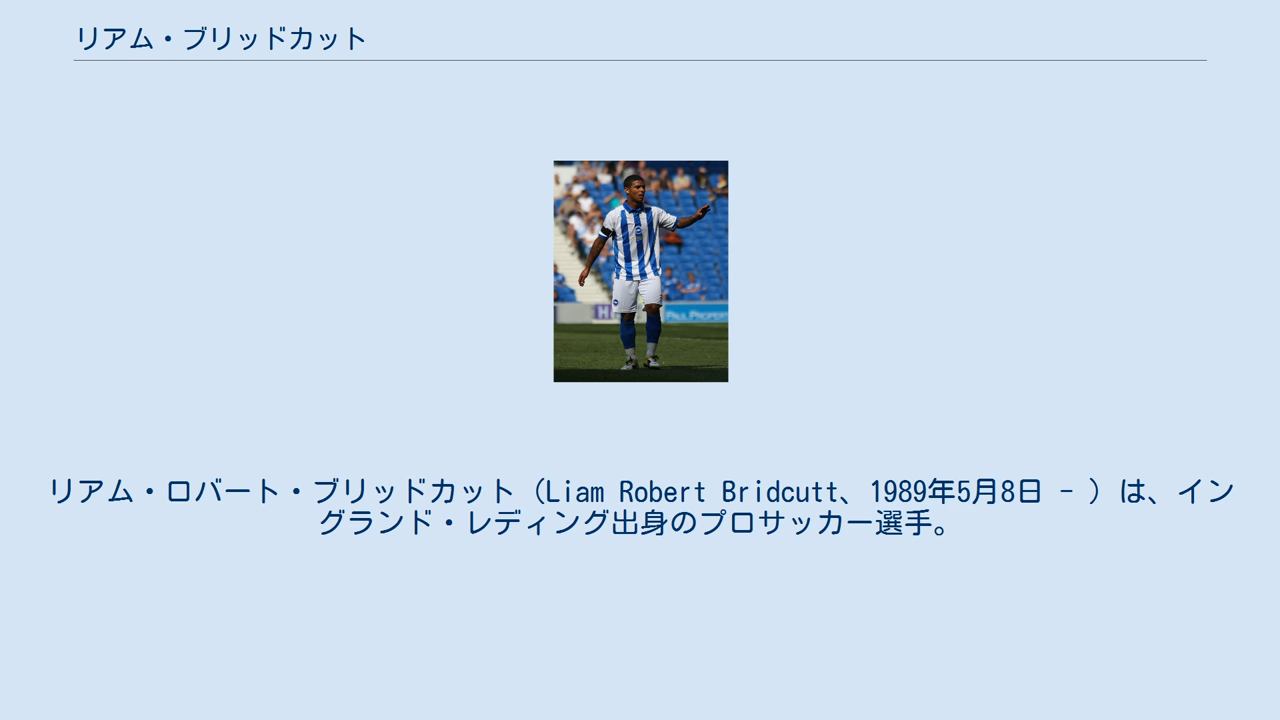 リアム・ブリッドカット
H
PAUL PROPERT
リアム・ロバート・ブリッドカット（Liam Robert Bridcutt、1989年5月8日 - ）は、イン
グランド・レディング出身のプロサッカー選手。